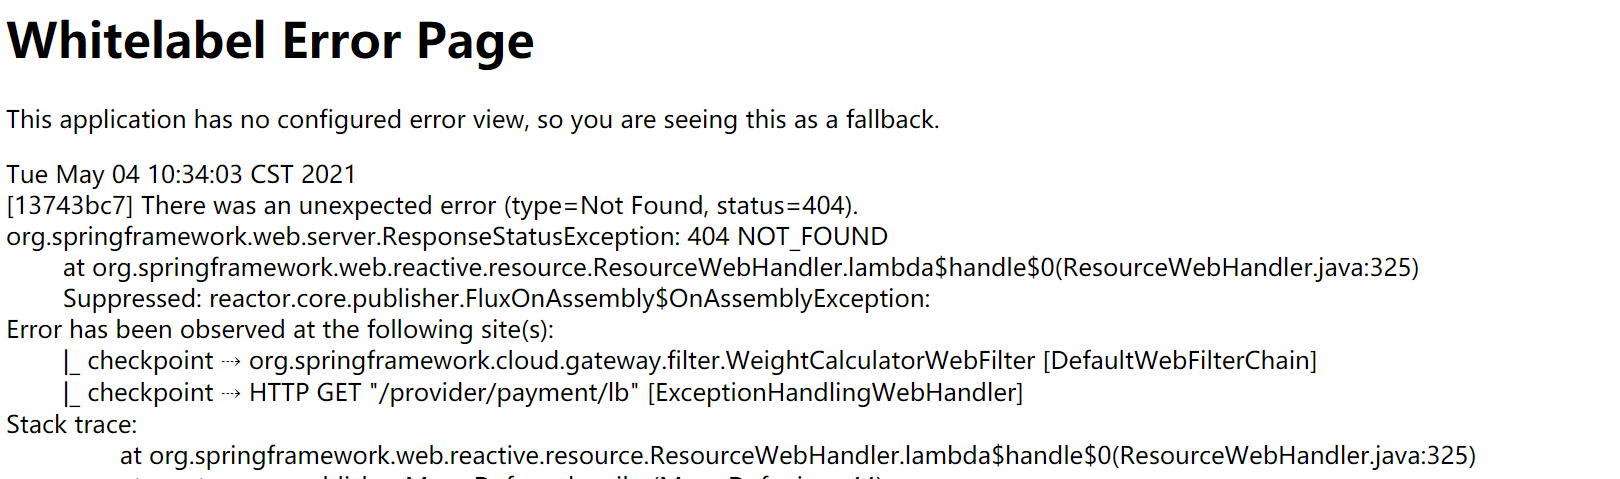 Whitelabel Error Page
This application has no configured error view, so you are seeing this as a fallback.
Tue May 04 10:34:03 CST 2021
[13743bc7] There was an unexpected error (type=Not Found, status=404).
org.springframework.web.server.ResponseStatusException: 404 NOT_FOUND
at org.springframework.web.reactive.resource.ResourceWebHandler.lambda$handle$0(ResourceWebHandler.java:325)
Suppressed: reactor.core.publisher.FluxOnAssembly$OnAssemblyException:
Error has been observed at the following site(s):
|_ checkpoint ⇢ org.springframework.cloud.gateway.filter.WeightCalculatorWebFilter [DefaultWebFilterChain]
|_ checkpoint ⇢ HTTP GET "/provider/payment/lb" [ExceptionHandlingWebHandler]
Stack trace:
at org.springframework.web.reactive.resource.ResourceWebHandler.lambda$handle$0(ResourceWebHandler.java:325)